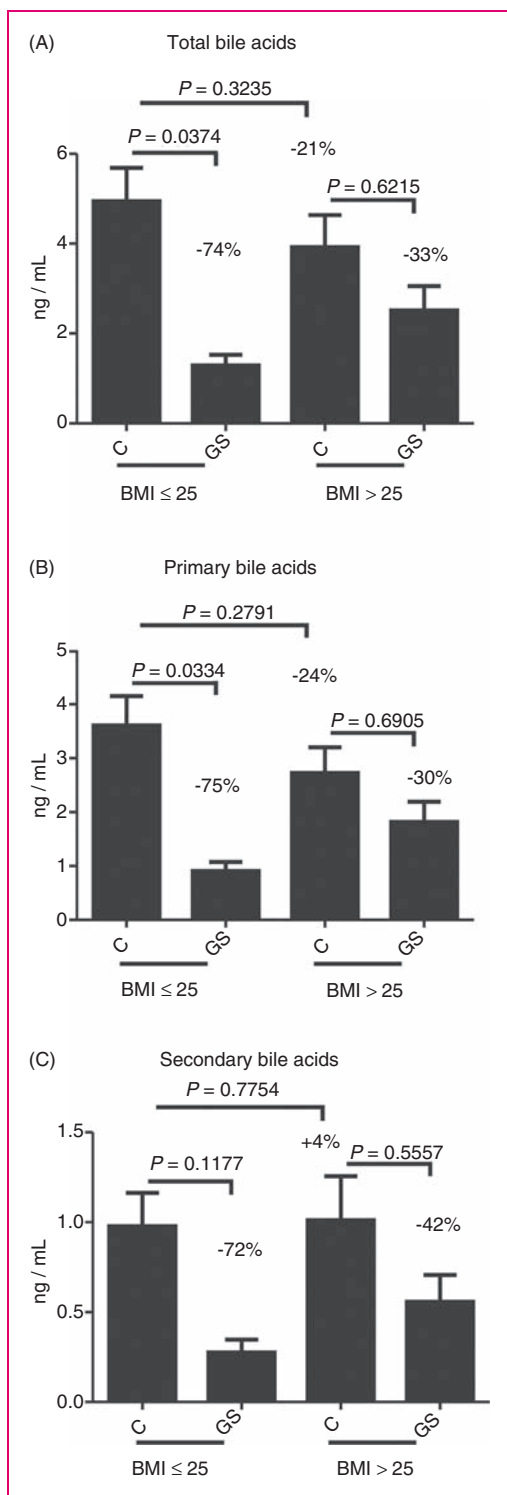 (A) Total bile acids
P = 0.3235
P = 0.0374
-21%
P = 0.6215
-74%
-33%
ng / mL
6
4
2
0
C GS C GS
BMI ≤ 25 BMI > 25
(B) Primary bile acids
P = 0.2791
P = 0.0334
-24%
P = 0.6905
-75%
-30%
ng / mL
5
4
3
2
1
0
C GS C GS
BMI ≤ 25 BMI > 25
(C) Secondary bile acids
P = 0.7754
+4%
P = 0.1177
P = 0.5557
-72%
-42%
ng / mL
1.5
1.0
0.5
0.0
C GS C GS
BMI ≤ 25 BMI > 25